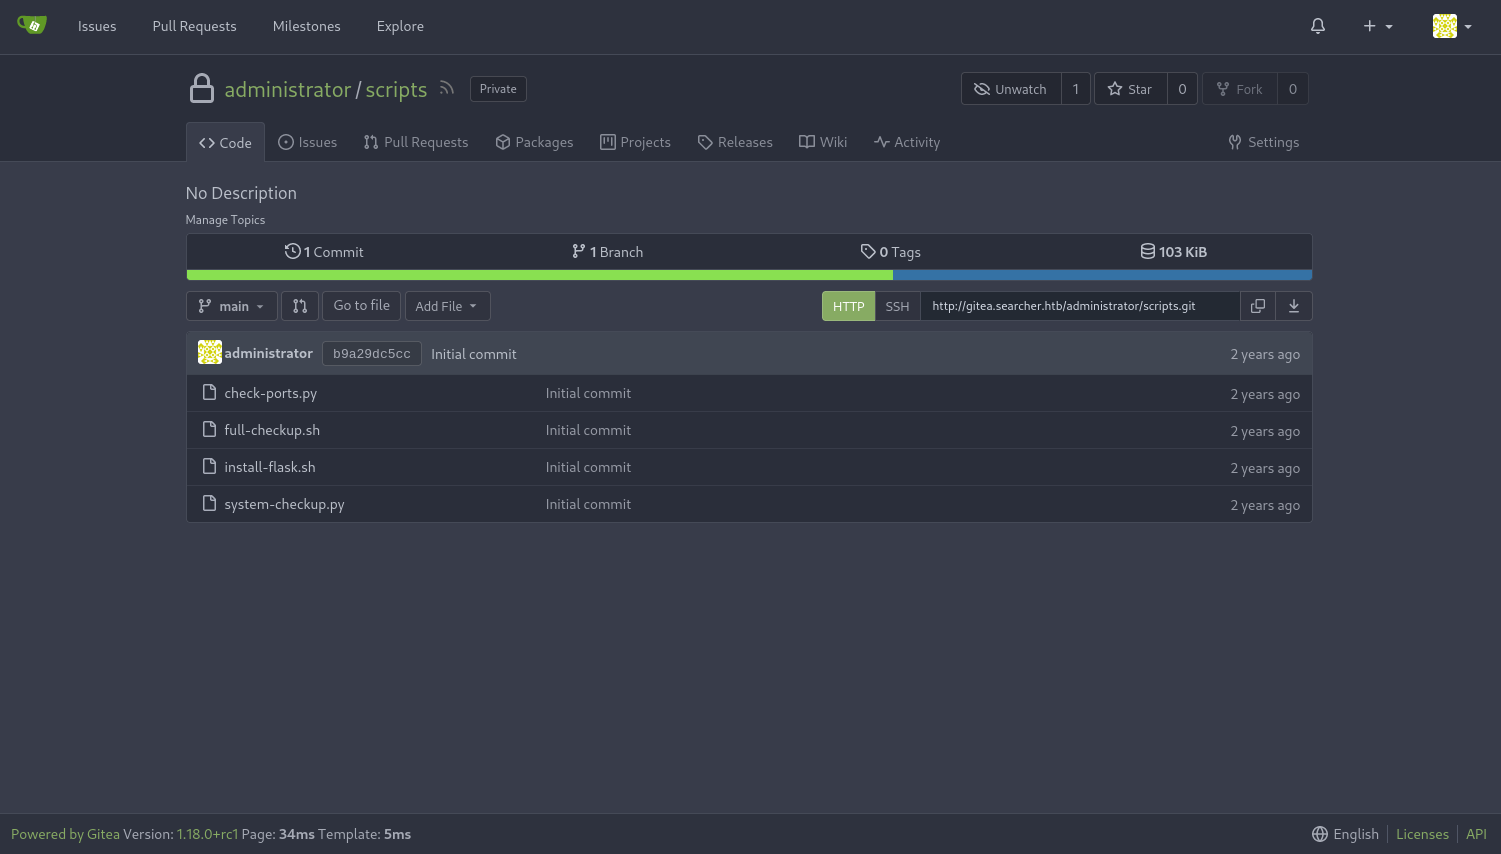 Issues Pull Requests Milestones Explore
administrator / scripts Private Unwatch 1 Star 0 Fork 0
Code Issues Pull Requests Packages Projects Releases Wiki Activity Settings
No Description
Manage Topics
1 Commit 1 Branch 0 Tags 103 KiB
main Go to file Add File HTTP SSH http://gitea.searcher.htb/administrator/scripts.git
administrator b9a29dc5cc Initial commit 2 years ago
check-ports.py Initial commit 2 years ago
full-checkup.sh Initial commit 2 years ago
install-flask.sh Initial commit 2 years ago
system-checkup.py Initial commit 2 years ago
Powered by Gitea Version: 1.18.0+rc1 Page: 34ms Template: 5ms English Licenses API